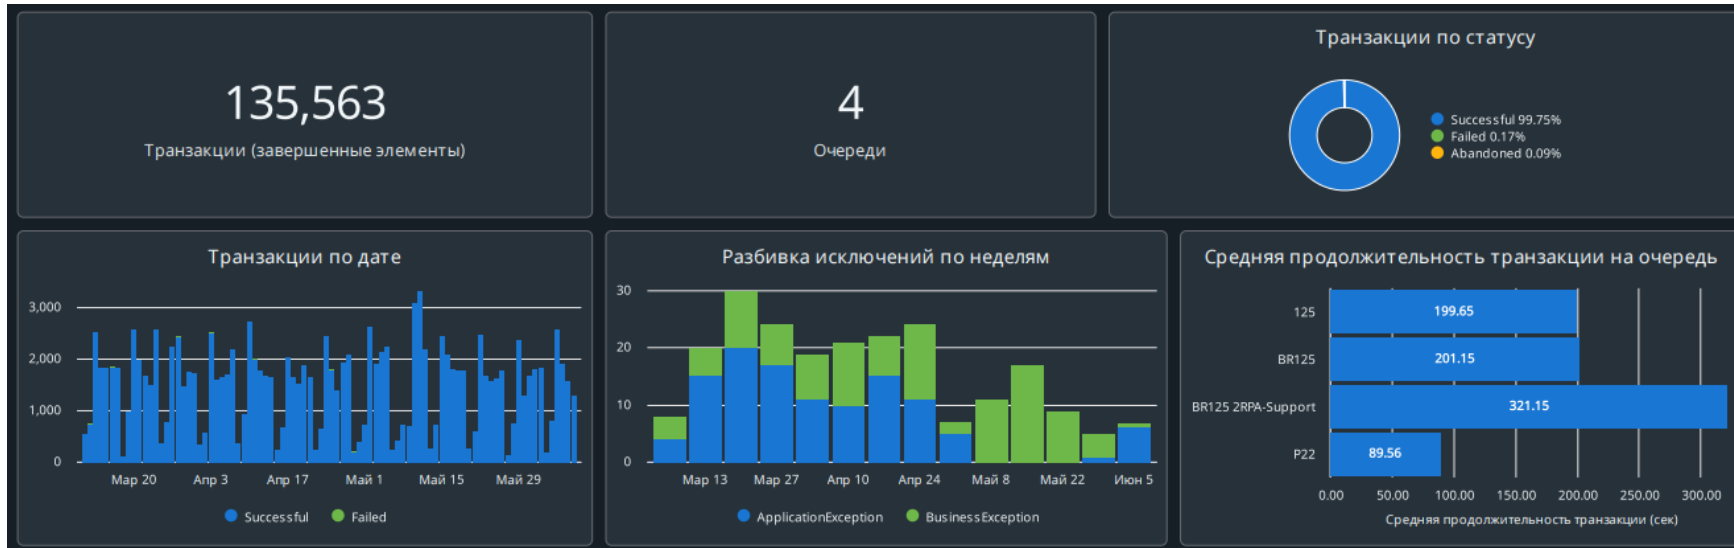 135,563
Транзакции (завершенные элементы)
4
Очереди
Транзакции по статусу
Successful 99.75%
Failed 0.17%
Abandoned 0.09%
Транзакции по дате
3,000
2,000
1,000
0
Мар 20 Апр 3 Апр 17 Май 1 Май 15 Май 29
Successful Failed
Разбивка исключений по неделям
30
20
10
0
Мар 13 Мар 27 Апр 10 Апр 24 Май 8 Май 22 Июн 5
ApplicationException BusinessException
Средняя продолжительность транзакции на очередь
125 199.65
BR125 201.15
BR125 2RPA-Support 321.15
P22 89.56
0.00 50.00 100.00 150.00 200.00 250.00 300.00
Средняя продолжительность транзакции (сек)